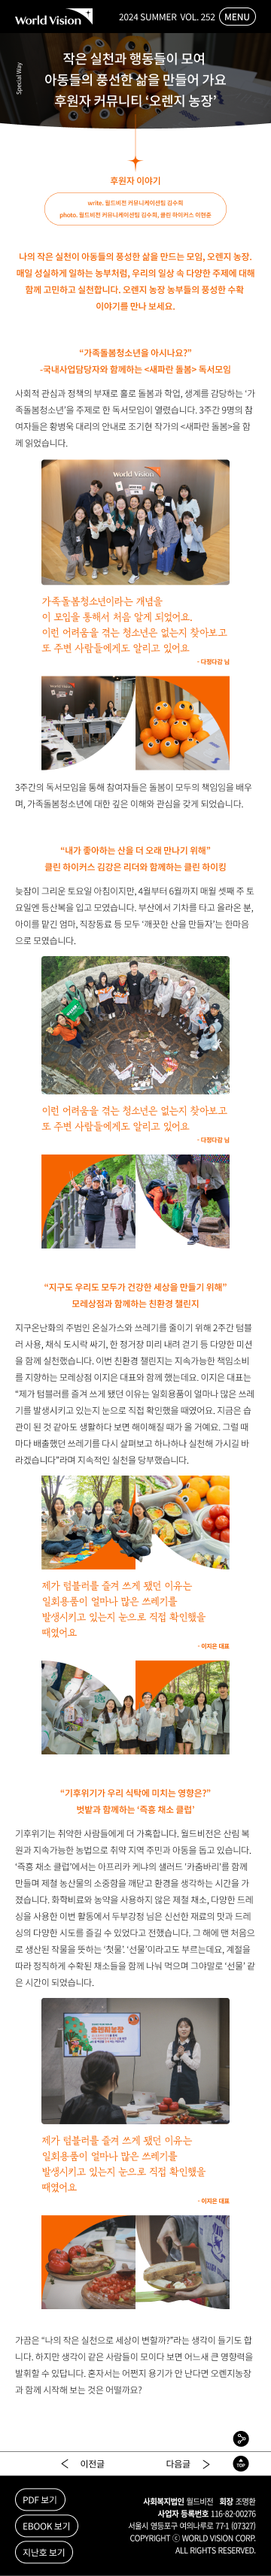 World Vision
2024 SUMMER VOL. 252
MENU
Special Way
작은 실천과 행동들이 모여
아동들의 풍성한 삶을 만들어 가요
후원자 커뮤니티 ‘오렌지 농장’
후원자 이야기
write. 월드비전 커뮤니케이션팀 김수희
photo. 월드비전 커뮤니케이션팀 김수희, 클린 하이커스 이현준
나의 작은 실천이 아동들의 풍성한 삶을 만드는 모임, 오렌지 농장.
매일 성실하게 일하는 농부처럼, 우리의 일상 속 다양한 주제에 대해
함께 고민하고 실천합니다. 오렌지 농장 농부들의 풍성한 수확
이야기를 만나 보세요.
“가족돌봄청소년을 아시나요?”
-국내사업담당자와 함께하는 <새파란 돌봄> 독서모임
사회적 관심과 정책의 부재로 홀로 돌봄과 학업, 생계를 감당하는 ‘가
족돌봄청소년’을 주제로 한 독서모임이 열렸습니다. 3주간 9명의 참
여자들은 황병옥 대리의 안내로 조기현 작가의 <새파란 돌봄>을 함
께 읽었습니다.
World Vision
가족돌봄청소년이라는 개념을
이 모임을 통해서 처음 알게 되었어요.
이런 어려움을 겪는 청소년은 없는지 찾아보고
또 주변 사람들에게도 알리고 있어요
- 다정다감 님
3주간의 독서모임을 통해 참여자들은 돌봄이 모두의 책임임을 배우
며, 가족돌봄청소년에 대한 깊은 이해와 관심을 갖게 되었습니다.
“내가 좋아하는 산을 더 오래 만나기 위해”
클린 하이커스 김강은 리더와 함께하는 클린 하이킹
늦잠이 그리운 토요일 아침이지만, 4월부터 6월까지 매월 셋째 주 토
요일엔 등산복을 입고 모였습니다. 부산에서 기차를 타고 올라온 분,
아이를 맡긴 엄마, 직장동료 등 모두 ‘깨끗한 산을 만들자’는 한마음
으로 모였습니다.
이런 어려움을 겪는 청소년은 없는지 찾아보고
또 주변 사람들에게도 알리고 있어요
- 다정다감 님
“지구도 우리도 모두가 건강한 세상을 만들기 위해”
모레상점과 함께하는 친환경 챌린지
지구온난화의 주범인 온실가스와 쓰레기를 줄이기 위해 2주간 텀블
러 사용, 채식 도시락 싸기, 한 정거장 미리 내려 걷기 등 다양한 미션
을 함께 실천했습니다. 이번 친환경 챌린지는 지속가능한 책임소비
를 지향하는 모레상점 이지은 대표와 함께 했는데요. 이지은 대표는
“제가 텀블러를 즐겨 쓰게 됐던 이유는 일회용품이 얼마나 많은 쓰레
기를 발생시키고 있는지 눈으로 직접 확인했을 때였어요. 지금은 습
관이 된 것 같아도 생활하다 보면 해이해질 때가 올 거예요. 그럴 때
마다 배출했던 쓰레기를 다시 살펴보고 하나하나 실천해 가시길 바
라겠습니다”라며 지속적인 실천을 당부했습니다.
제가 텀블러를 즐겨 쓰게 됐던 이유는
일회용품이 얼마나 많은 쓰레기를
발생시키고 있는지 눈으로 직접 확인했을
때였어요
- 이지은 대표
“기후위기가 우리 식탁에 미치는 영향은?”
벗밭과 함께하는 ‘즉흥 채소 클럽’
기후위기는 취약한 사람들에게 더 가혹합니다. 월드비전은 산림 복
원과 지속가능한 농법으로 취약 지역 주민과 아동을 돕고 있습니다.
‘즉흥 채소 클럽’에서는 아프리카 케냐의 샐러드 ‘카춤바리’를 함께
만들며 제철 농산물의 소중함을 깨닫고 환경을 생각하는 시간을 가
졌습니다. 화학비료와 농약을 사용하지 않은 제철 채소, 다양한 드레
싱을 사용한 이번 활동에서 두부강정 님은 신선한 재료의 맛과 드레
싱의 다양한 시도를 즐길 수 있었다고 전했습니다. 그 해에 맨 처음으
로 생산된 작물을 뜻하는 ‘첫물’. ‘선물’이라고도 부르는데요, 계절을
따라 정직하게 수확된 채소들을 함께 나눠 먹으며 그야말로 ‘선물’ 같
은 시간이 되었습니다.
제가 텀블러를 즐겨 쓰게 됐던 이유는
일회용품이 얼마나 많은 쓰레기를
발생시키고 있는지 눈으로 직접 확인했을
때였어요
- 이지은 대표
가끔은 “나의 작은 실천으로 세상이 변할까?”라는 생각이 들기도 합
니다. 하지만 생각이 같은 사람들이 모이다 보면 어느새 큰 영향력을
발휘할 수 있답니다. 혼자서는 어쩐지 용기가 안 난다면 오렌지농장
과 함께 시작해 보는 것은 어떨까요?
이전글
다음글
TOP
PDF 보기
EBOOK 보기
지난호 보기
사회복지법인 월드비전 회장 조명환
사업자 등록번호 116-82-00276
서울시 영등포구 여의나루로 77-1 (07327)
COPYRIGHT ⓒ WORLD VISION CORP.
ALL RIGHTS RESERVED.